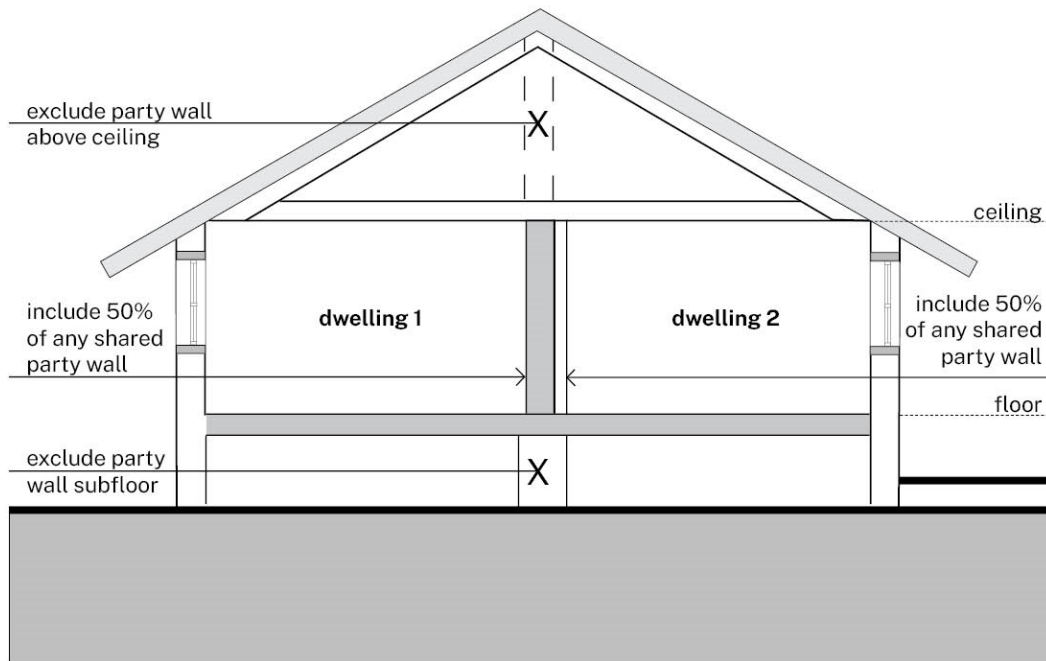 exclude party wall
above ceiling
X
ceiling
include 50%
of any shared
party wall
dwelling 1
dwelling 2
include 50%
of any shared
party wall
floor
exclude party
wall subfloor
X